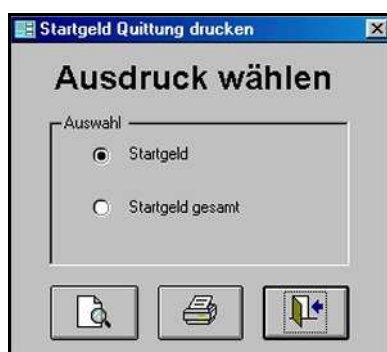 Startgeld Quittung drucken
Ausdruck wählen
Auswahl
Startgeld
Startgeld gesamt